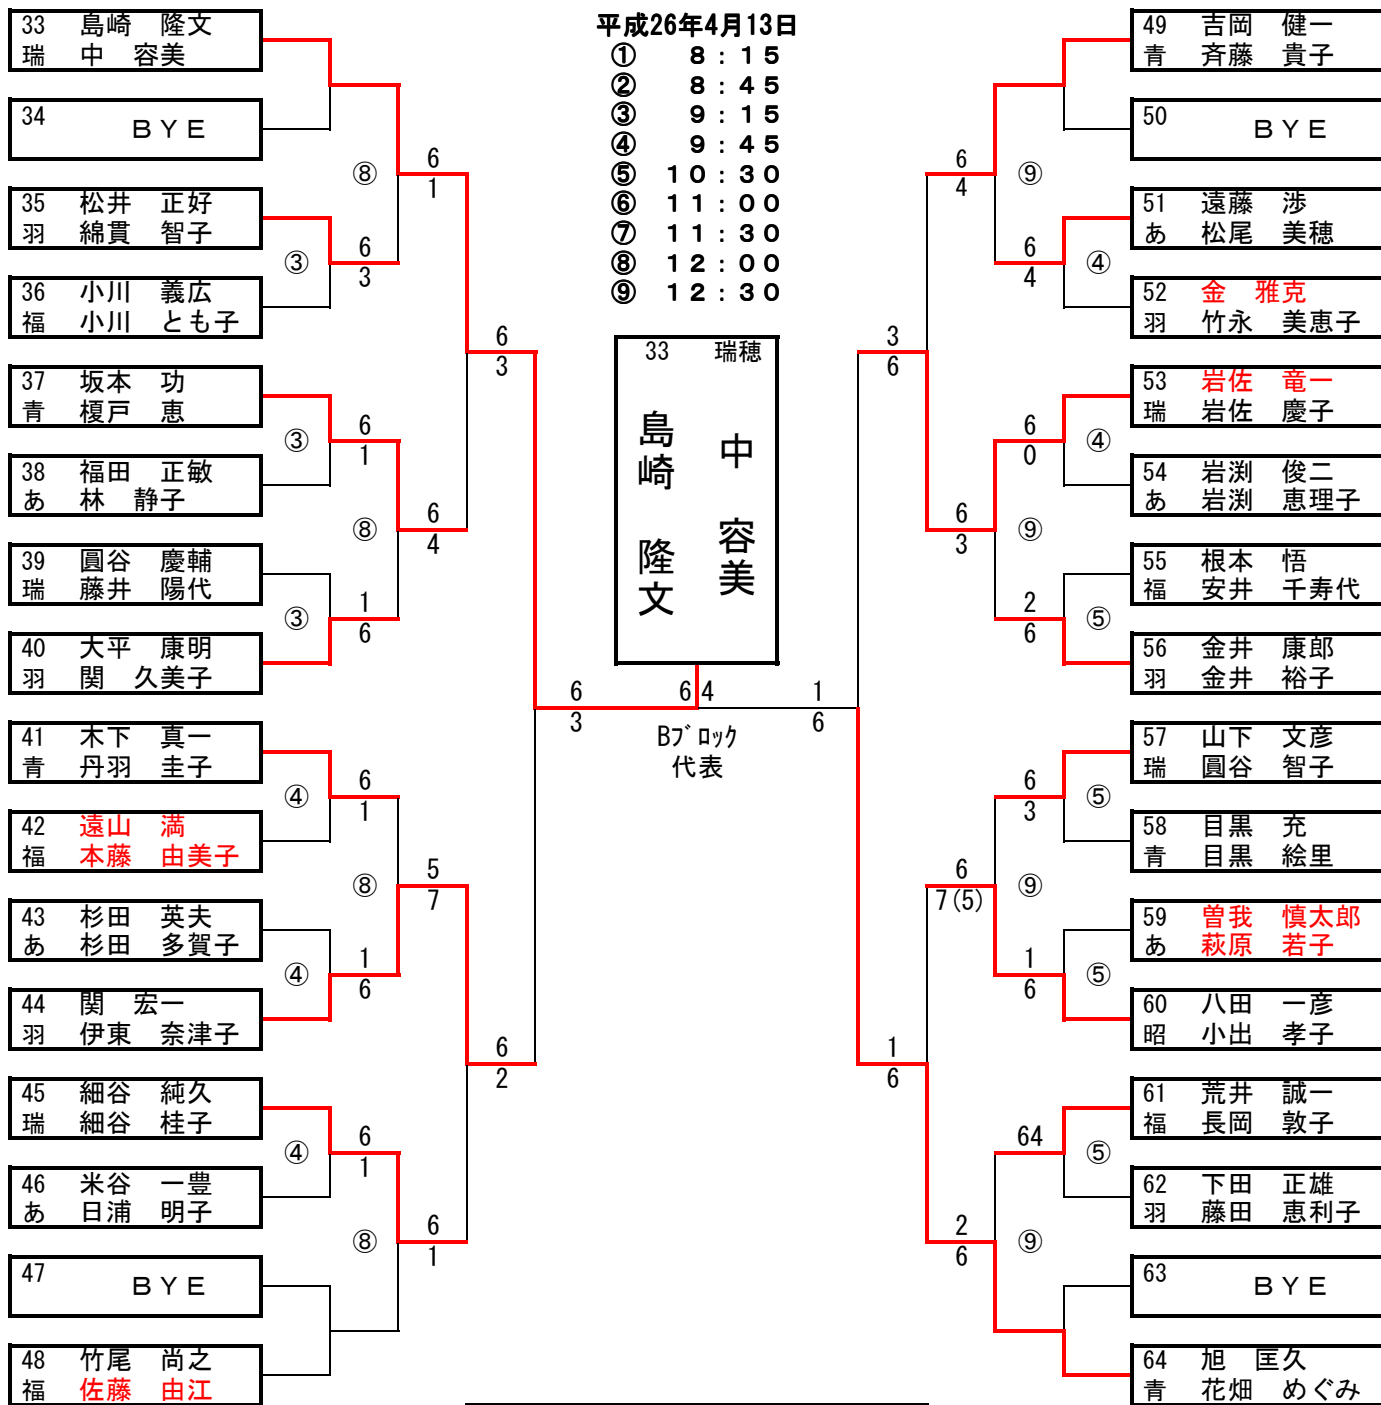 平成26年4月13日
① 8:15
② 8:45
③ 9:15
④ 9:45
⑤ 10:30
⑥ 11:00
⑦ 11:30
⑧ 12:00
⑨ 12:30
33 島崎 隆文
瑞 中 容美
34 BYE
35 松井 正好
羽 綿貫 智子
36 小川 義広
福 小川 とも子
37 坂本 功
青 榎戸 恵
38 福田 正敏
あ 林 静子
39 圓谷 慶輔
瑞 藤井 陽代
40 大平 康明
羽 関 久美子
41 木下 真一
青 丹羽 圭子
42 遠山 満
福 本藤 由美子
43 杉田 英夫
あ 杉田 多賀子
44 関 宏一
羽 伊東 奈津子
45 細谷 純久
瑞 細谷 桂子
46 米谷 一豊
あ 日浦 明子
47 BYE
48 竹尾 尚之
福 佐藤 由江
③
6
3
③
6
1
③
1
6
④
6
1
④
1
6
④
6
1
⑧
6
1
⑧
6
4
⑧
5
7
⑧
6
1
6
3
6
2
6
3
33 瑞穂
島崎 隆文
中 容美
6 4
Bブロック
代表
1
6
3
6
1
6
6
4
⑨
6
3
⑨
6
7(5)
⑨
2
6
⑨
6
4
④
6
0
④
2
6
⑤
6
3
⑤
1
6
⑤
64
⑤
49 吉岡 健一
青 斉藤 貴子
50 BYE
51 遠藤 渉
あ 松尾 美穂
52 金 雅克
羽 竹永 美恵子
53 岩佐 竜一
瑞 岩佐 慶子
54 岩渕 俊二
あ 岩渕 恵理子
55 根本 悟
福 安井 千寿代
56 金井 康郎
羽 金井 裕子
57 山下 文彦
瑞 圓谷 智子
58 目黒 充
青 目黒 絵里
59 曽我 慎太郎
あ 萩原 若子
60 八田 一彦
昭 小出 孝子
61 荒井 誠一
福 長岡 敦子
62 下田 正雄
羽 藤田 恵利子
63 BYE
64 旭 匡久
青 花畑 めぐみ